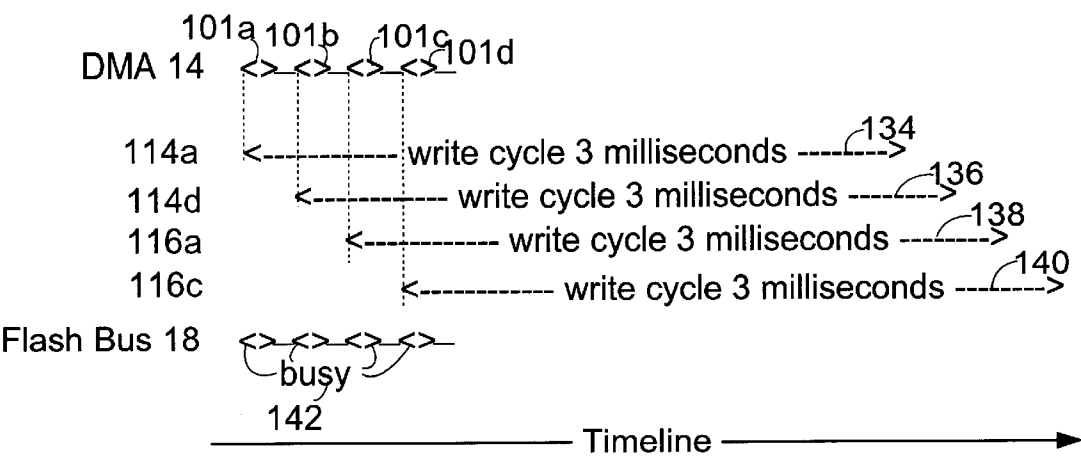 101a 101b 101c 101d
DMA 14 <>_<>_<>_<>_
134
114a <----------- write cycle 3 milliseconds ------->
136
114d <----------- write cycle 3 milliseconds ------->
138
116a <----------- write cycle 3 milliseconds ------->
140
116c <----------- write cycle 3 milliseconds ------->
Flash Bus 18 <>_<>_<>_<>_
busy
142
Timeline